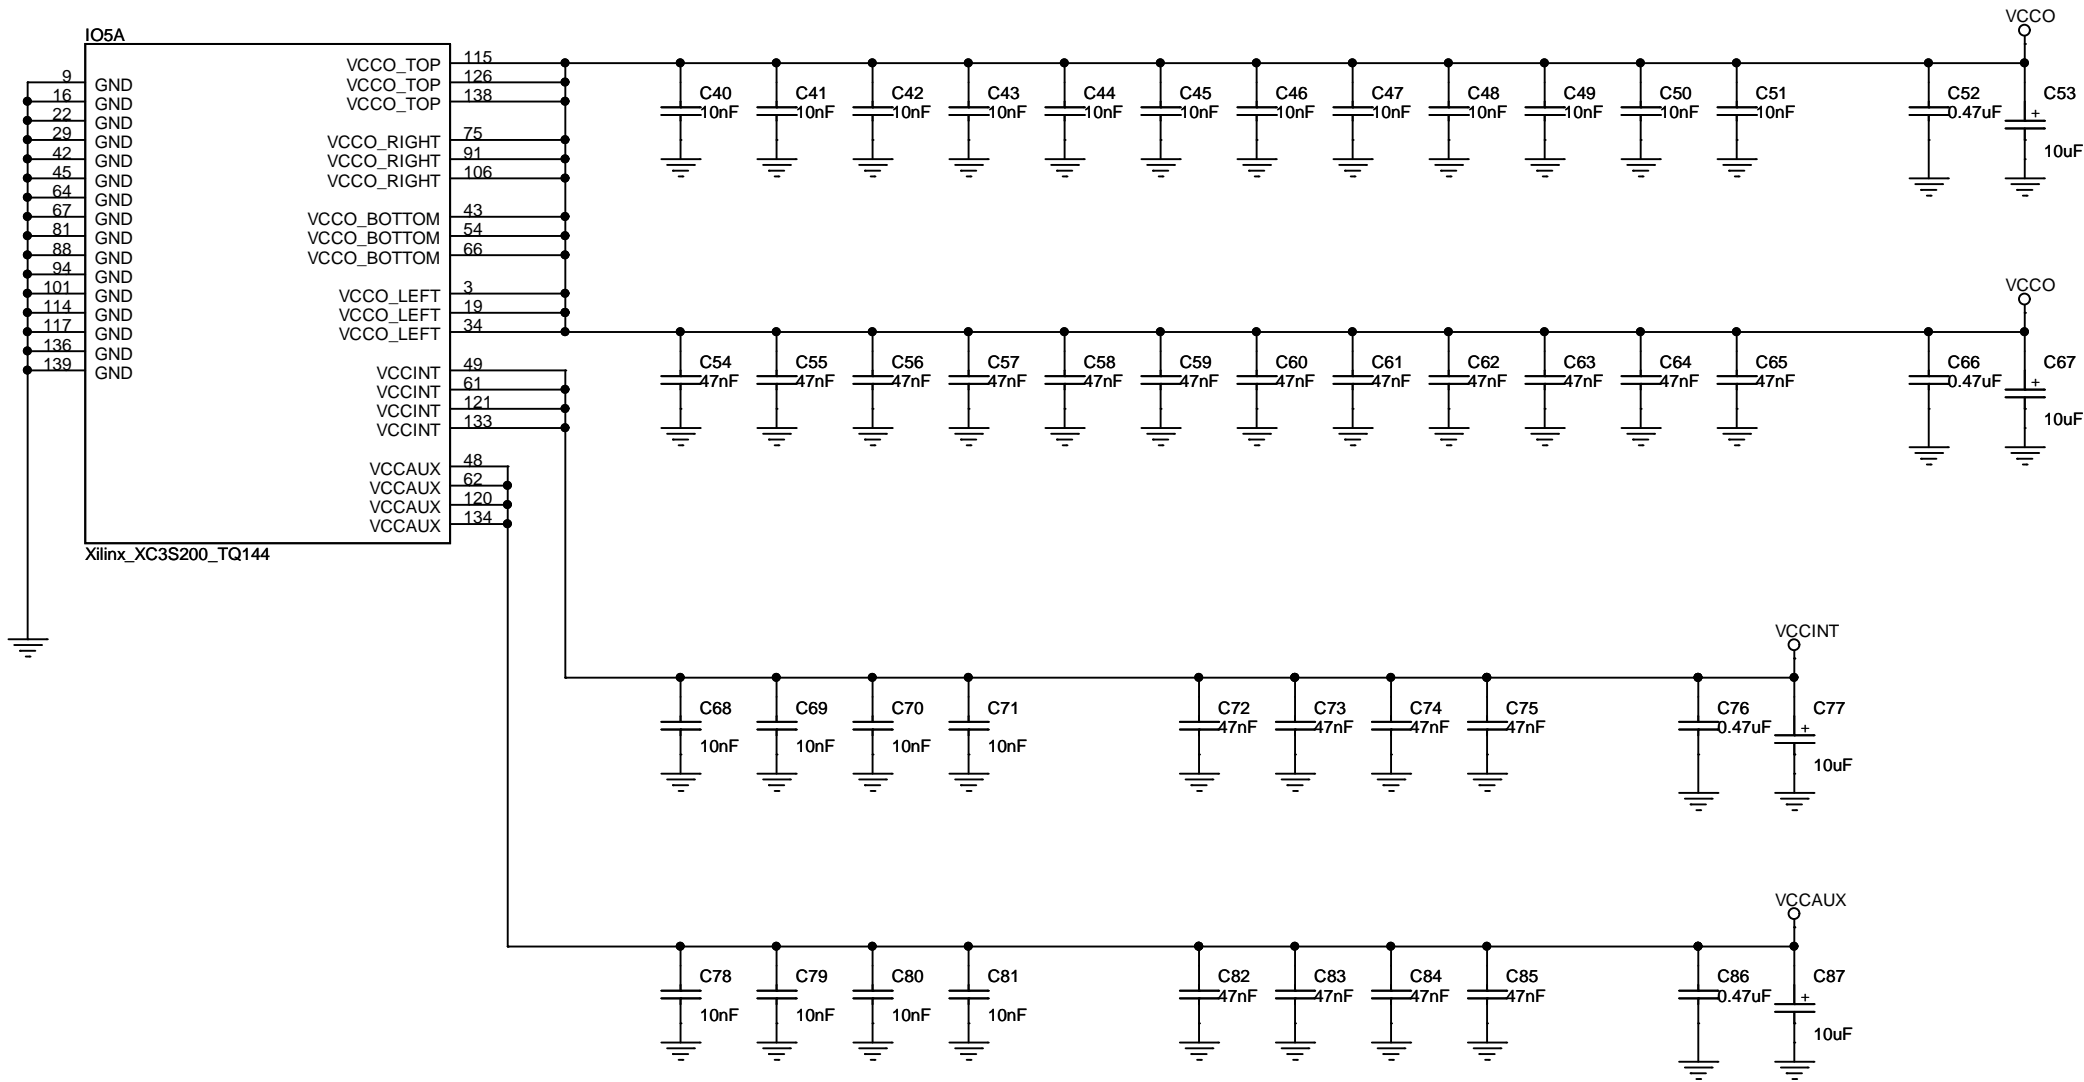 IO5A
9 GND
16 GND
22 GND
29 GND
42 GND
45 GND
64 GND
67 GND
81 GND
88 GND
94 GND
101 GND
114 GND
117 GND
136 GND
139 GND
VCCO_TOP 115
VCCO_TOP 126
VCCO_TOP 138
VCCO_RIGHT 75
VCCO_RIGHT 91
VCCO_RIGHT 106
VCCO_BOTTOM 43
VCCO_BOTTOM 54
VCCO_BOTTOM 66
VCCO_LEFT 3
VCCO_LEFT 19
VCCO_LEFT 34
VCCINT 49
VCCINT 61
VCCINT 121
VCCINT 133
VCCAUX 48
VCCAUX 62
VCCAUX 120
VCCAUX 134
Xilinx_XC3S200_TQ144
VCCO
C40 C41 C42 C43 C44 C45 C46 C47 C48 C49 C50 C51 C52 C53
10nF 10nF 10nF 10nF 10nF 10nF 10nF 10nF 10nF 10nF 10nF 10nF 0.47uF +
10uF
VCCO
C54 C55 C56 C57 C58 C59 C60 C61 C62 C63 C64 C65 C66 C67
47nF 47nF 47nF 47nF 47nF 47nF 47nF 47nF 47nF 47nF 47nF 47nF 0.47uF +
10uF
VCCINT
C68 C69 C70 C71 C72 C73 C74 C75 C76 C77
47nF 47nF 47nF 47nF 0.47uF +
10nF 10nF 10nF 10nF 10uF
VCCAUX
C78 C79 C80 C81 C82 C83 C84 C85 C86 C87
47nF 47nF 47nF 47nF 0.47uF +
10nF 10nF 10nF 10nF 10uF